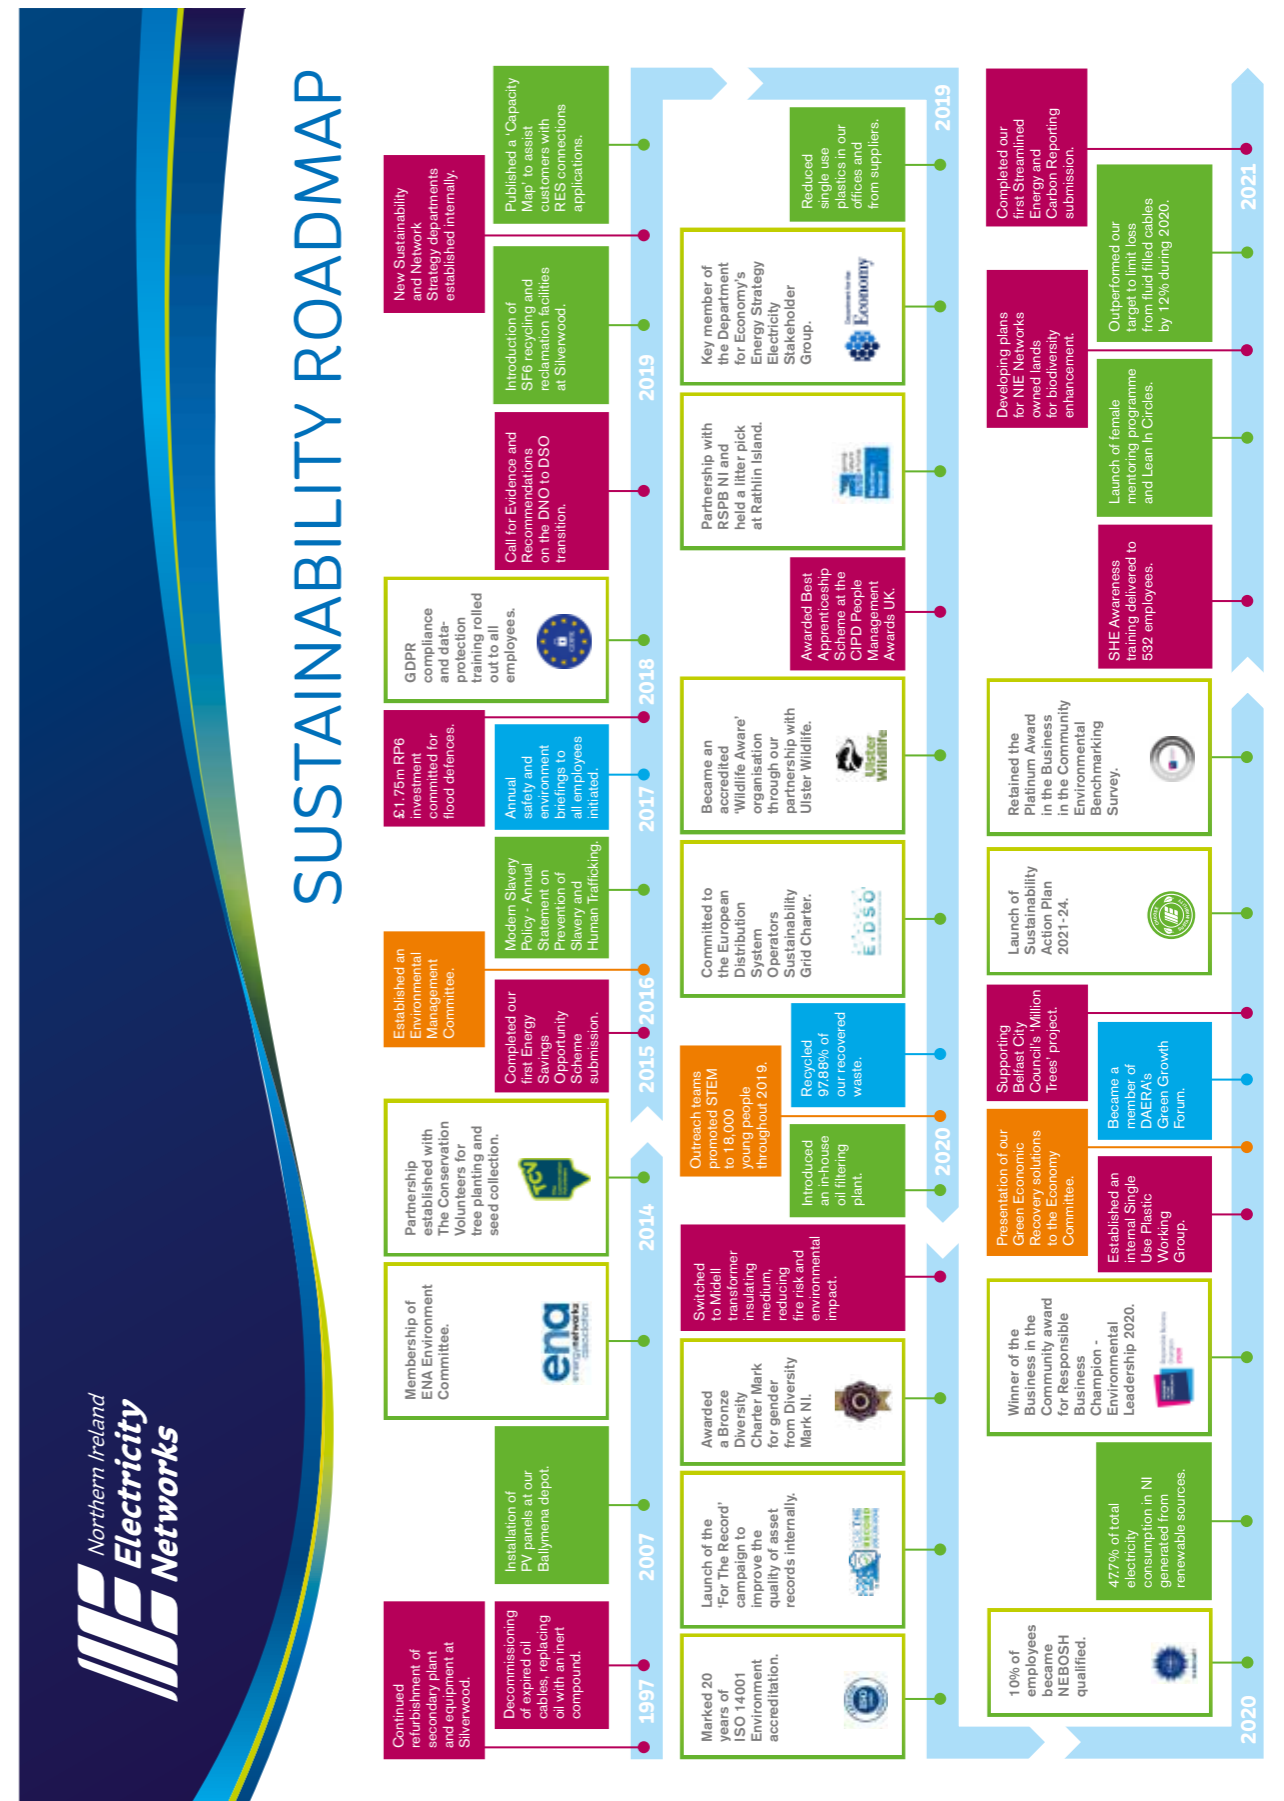 Northern Ireland
Electricity
Networks
SUSTAINABILITY ROADMAP
Continued
refurbishment of
secondary plant
and equipment at
Silverwood.
Decommissioning
of expired oil
cables, replacing
oil with an inert
compound.
1997
Installation of
PV panels at our
Ballymena depot.
2007
Membership of
ENA Environment
Committee.
ena
energynetworks
association
Partnership
established with
The Conservation
Volunteers for
tree planting and
seed collection.
TCV
2014
Completed our
first Energy
Savings
Opportunity
Scheme
submission.
2015
Established an
Environmental
Management
Committee.
2016
Modern Slavery
Policy - Annual
Statement on
Prevention of
Slavery and
Human Trafficking.
Annual
safety and
environment
briefings to
all employees
initiated.
2017
£1.75m RP6
investment
committed for
flood defences.
GDPR
compliance
and data-
protection
training rolled
out to all
employees.
GDPR
2018
Call for Evidence and
Recommendations
on the DNO to DSO
transition.
Introduction of
SF6 recycling and
reclamation facilities
at Silverwood.
2019
New Sustainability
and Network
Strategy departments
established internally.
Published a 'Capacity
Map' to assist
customers with
RES connections
applications.
2019
Reduced
single use
plastics in our
offices and
from suppliers.
Key member of
the Department
for Economy's
Energy Strategy
Electricity
Stakeholder
Group.
Department for the
Economy
Partnership with
RSPB NI and
held a litter pick
at Rathlin Island.
Awarded Best
Apprenticeship
Scheme at the
CIPD People
Management
Awards UK.
Became an
accredited
'Wildlife Aware'
organisation
through our
partnership with
Ulster Wildlife.
Ulster
Wildlife
Committed to
the European
Distribution
System
Operators
Sustainability
Grid Charter.
E.DSO
Recycled
97.88% of
our recovered
waste.
Outreach teams
promoted STEM
to 18,000
young people
throughout 2019.
2020
Introduced
an in-house
oil filtering
plant.
Switched
to Midell
transformer
insulating
medium,
reducing
fire risk and
environmental
impact.
Awarded
a Bronze
Diversity
Charter Mark
for gender
from Diversity
Mark NI.
Launch of the
'For The Record'
campaign to
improve the
quality of asset
records internally.
FOR THE
RECORD
Marked 20
years of
ISO 14001
Environment
accreditation.
ISO
2020
10% of
employees
became
NEBOSH
qualified.
47.7% of total
electricity
consumption in NI
generated from
renewable sources.
Winner of the
Business in the
Community award
for Responsible
Business
Champion -
Environmental
Leadership 2020.
Established an
internal Single
Use Plastic
Working
Group.
Presentation of our
Green Economic
Recovery solutions
to the Economy
Committee.
Became a
member of
DAERA's
Green Growth
Forum.
Supporting
Belfast City
Council's 'Million
Trees' project.
Launch of
Sustainability
Action Plan
2021-24.
Retained the
Platinum Award
in the Business
in the Community
Environmental
Benchmarking
Survey.
SHE Awareness
training delivered to
532 employees.
Launch of female
mentoring programme
and Lean In Circles.
Developing plans
for NIE Networks
owned lands
for biodiversity
enhancement.
Outperformed our
target to limit loss
from fluid filled cables
by 12% during 2020.
Completed our
first Streamlined
Energy and
Carbon Reporting
submission.
2021